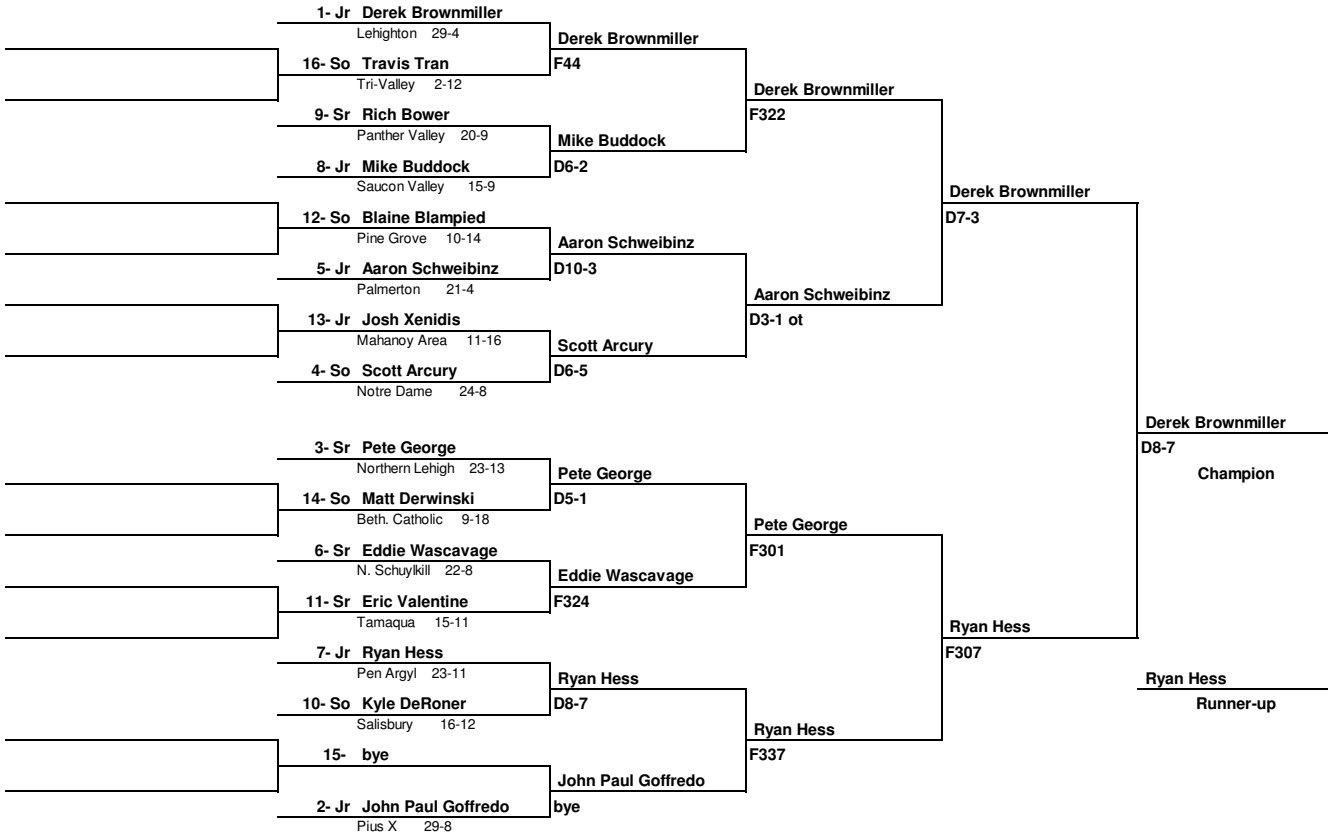 1- Jr Derek Brownmiller
Lehighton 29-4
Derek Brownmiller
16- So Travis Tran
F44
Tri-Valley 2-12
Derek Brownmiller
9- Sr Rich Bower
F322
Panther Valley 20-9
Mike Buddock
8- Jr Mike Buddock
D6-2
Saucon Valley 15-9
Derek Brownmiller
12- So Blaine Blampied
D7-3
Pine Grove 10-14
Aaron Schweibinz
5- Jr Aaron Schweibinz
D10-3
Palmerton 21-4
Aaron Schweibinz
13- Jr Josh Xenidis
D3-1 ot
Mahanoy Area 11-16
Scott Arcury
4- So Scott Arcury
D6-5
Notre Dame 24-8
Derek Brownmiller
3- Sr Pete George
D8-7
Northern Lehigh 23-13
Pete George
Champion
14- So Matt Derwinski
D5-1
Beth. Catholic 9-18
Pete George
6- Sr Eddie Wascavage
F301
N. Schuylkill 22-8
Eddie Wascavage
11- Sr Eric Valentine
F324
Tamaqua 15-11
Ryan Hess
7- Jr Ryan Hess
F307
Pen Argyl 23-11
Ryan Hess
Ryan Hess
10- So Kyle DeRoner
D8-7
Runner-up
Salisbury 16-12
Ryan Hess
15- bye
F337
John Paul Goffredo
2- Jr John Paul Goffredo
bye
Pius X 29-8